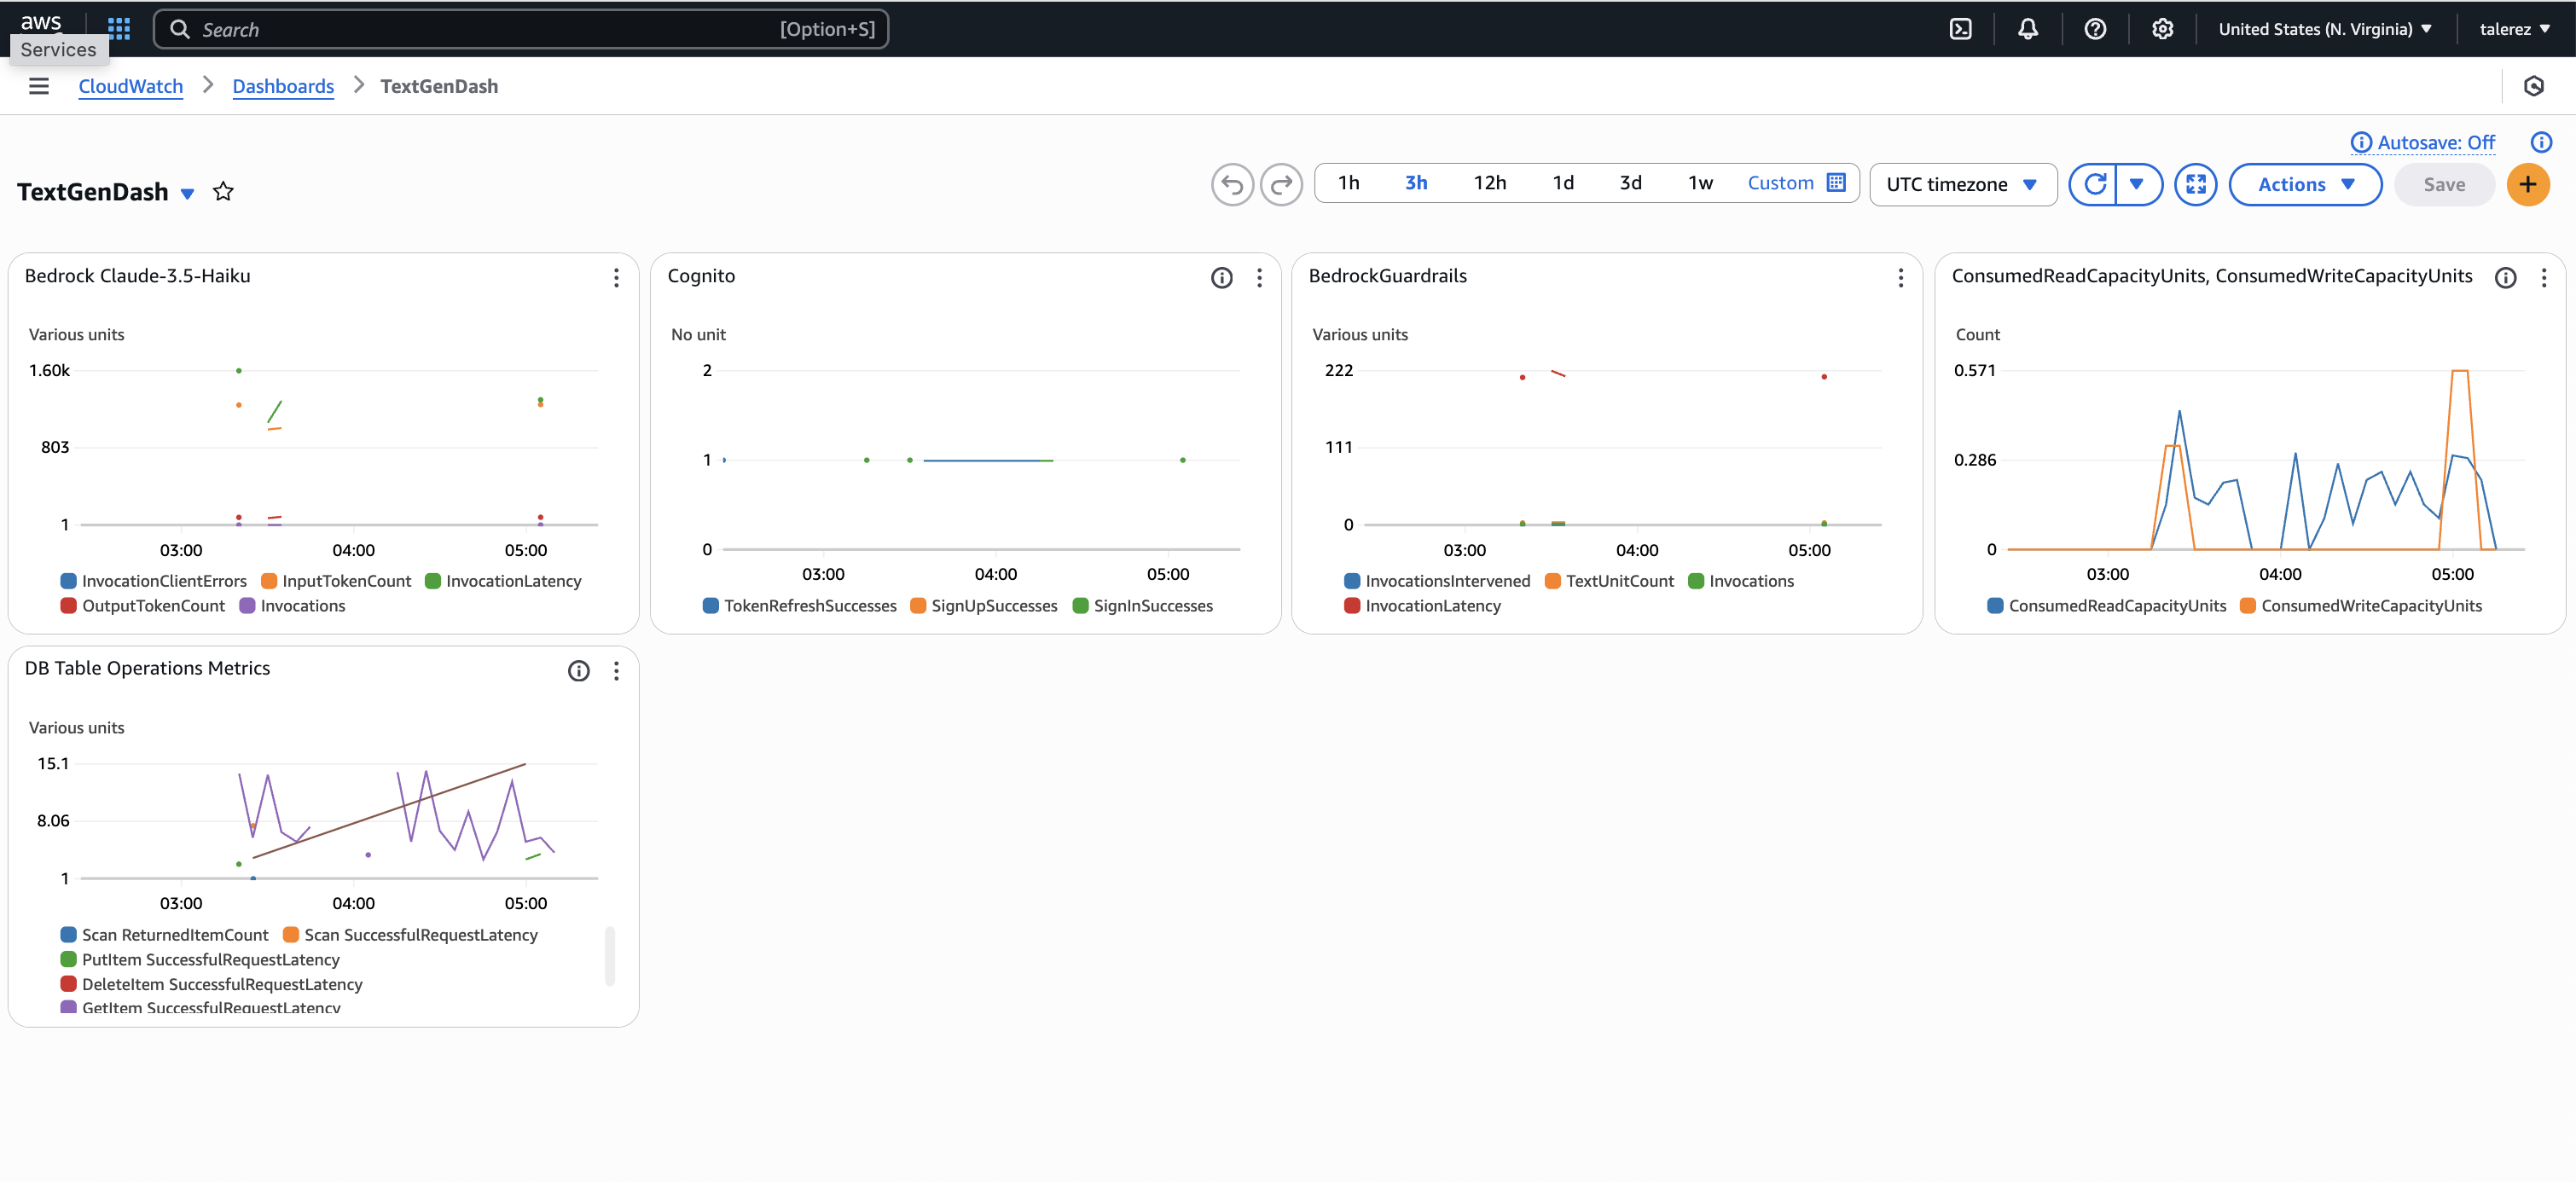 aws
Services
Search [Option+S]
United States (N. Virginia)
talerez
CloudWatch
Dashboards
TextGenDash
Autosave: Off
TextGenDash
1h 3h 12h 1d 3d 1w Custom
UTC timezone
Actions
Save
Bedrock Claude-3.5-Haiku
Various units
1.60k
803
1
03:00 04:00 05:00
InvocationClientErrors InputTokenCount InvocationLatency
OutputTokenCount Invocations
Cognito
No unit
2
1
0
03:00 04:00 05:00
TokenRefreshSuccesses SignUpSuccesses SignInSuccesses
BedrockGuardrails
Various units
222
111
0
03:00 04:00 05:00
InvocationsIntervened TextUnitCount Invocations
InvocationLatency
ConsumedReadCapacityUnits, ConsumedWriteCapacityUnits
Count
0.571
0.286
0
03:00 04:00 05:00
ConsumedReadCapacityUnits ConsumedWriteCapacityUnits
DB Table Operations Metrics
Various units
15.1
8.06
1
03:00 04:00 05:00
Scan ReturnedItemCount Scan SuccessfulRequestLatency
PutItem SuccessfulRequestLatency
DeleteItem SuccessfulRequestLatency
GetItem SuccessfulRequestLatency